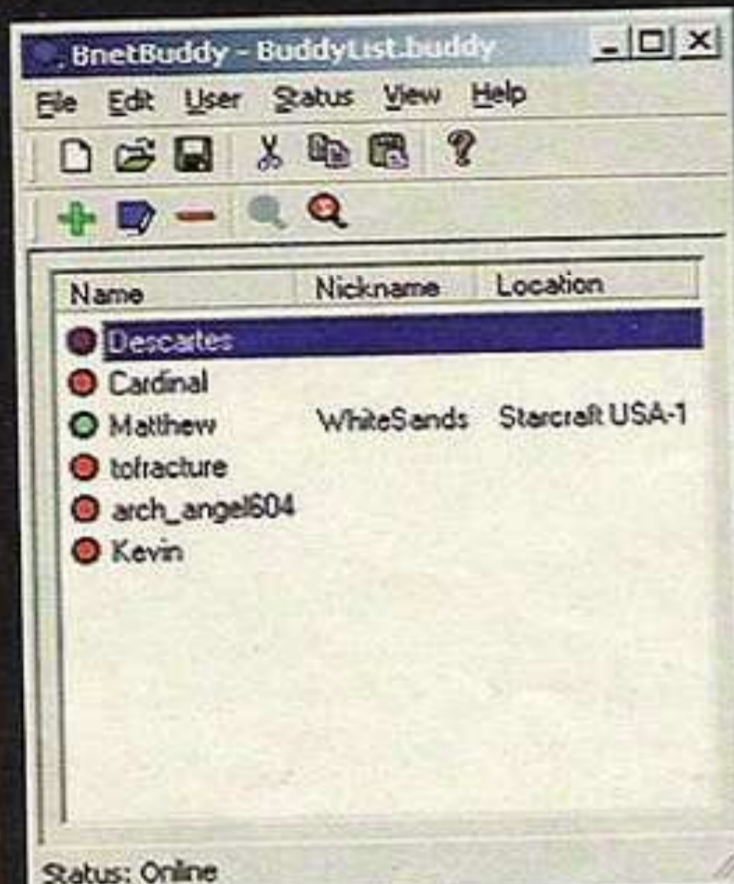 BnetBuddy - BuddyList.buddy
File Edit User Status View Help
Name Nickname Location
Descartes
Cardinal
Matthew WhiteSands Starcraft USA-1
tofracture
arch_angel604
Kevin
Status: Online